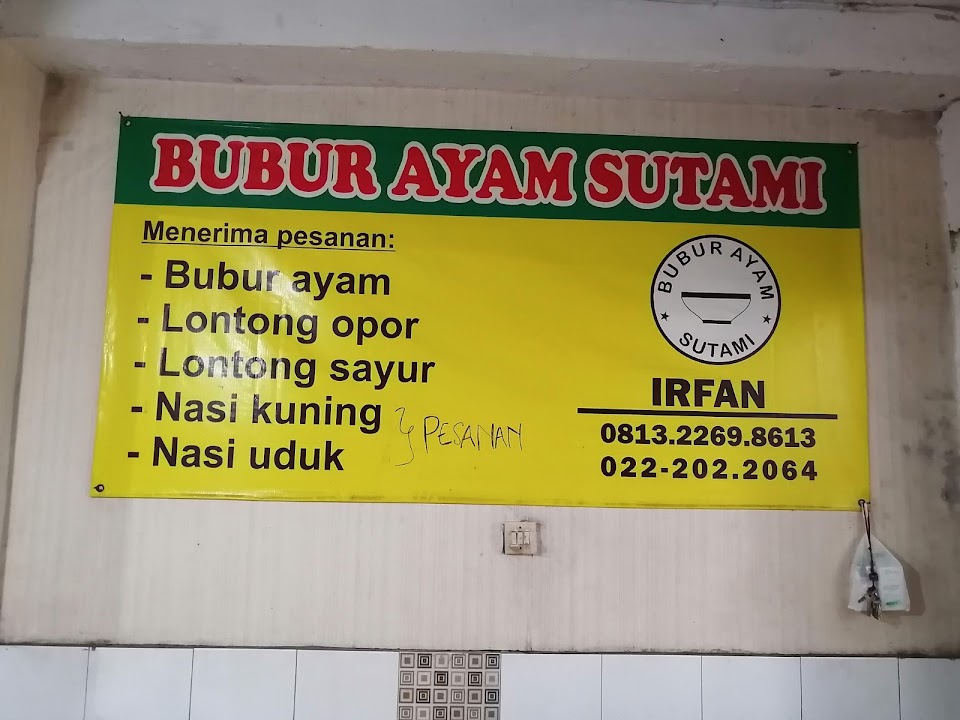 BUBUR AYAM SUTAMI
Menerima pesanan:
- Bubur ayam
- Lontong opor
- Lontong sayur
- Nasi kuning
- Nasi uduk
PESANAN
BUBUR AYAM
SUTAMI
IRFAN
0813.2269.8613
022-202.2064